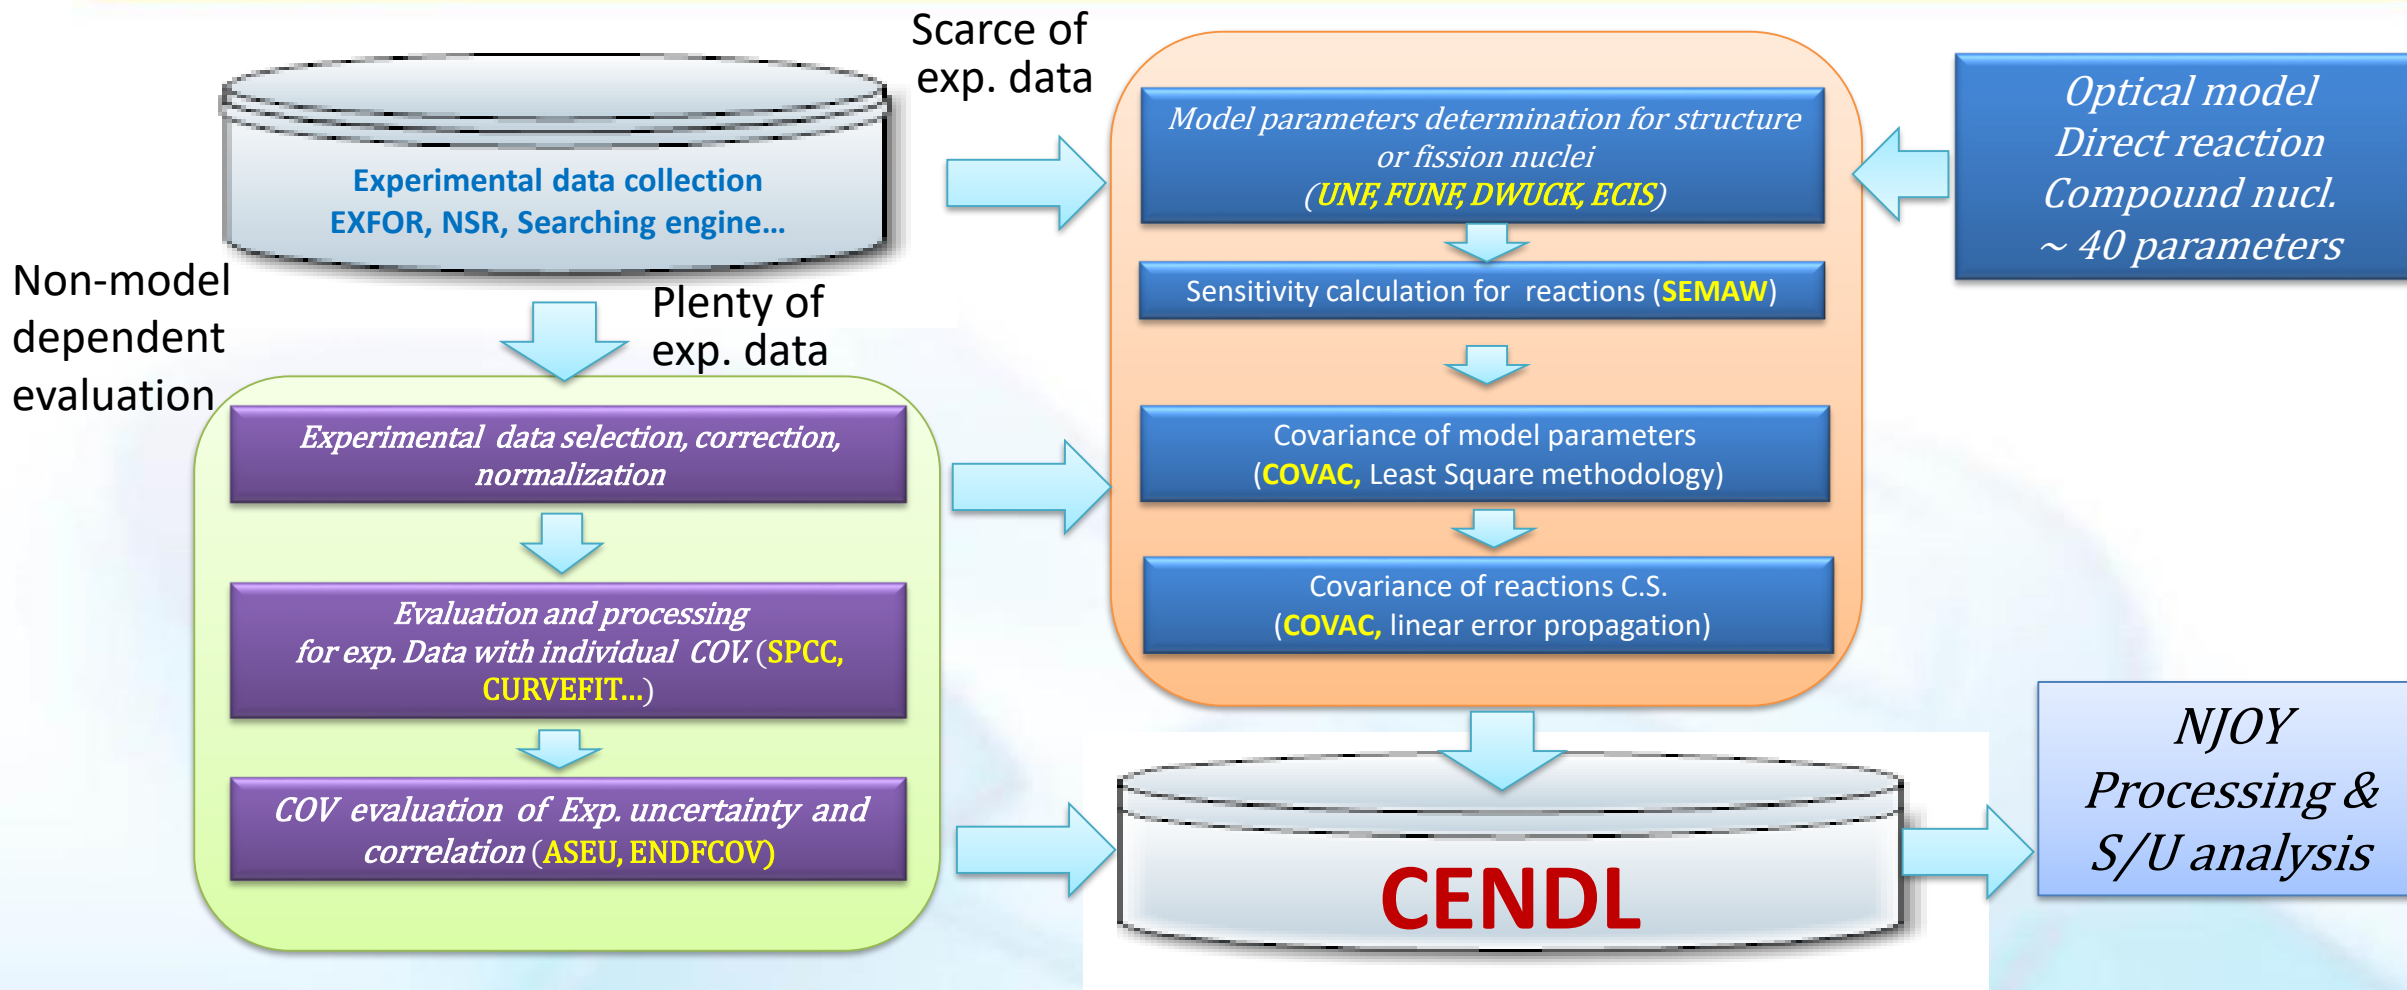 Scarce of
exp. data
Experimental data collection
EXFOR, NSR, Searching engine...
Non-model
dependent
evaluation
Plenty of
exp. data
Experimental data selection, correction,
normalization
Evaluation and processing
for exp. Data with individual COV. (SPCC,
CURVEFIT...)
COV evaluation of Exp. uncertainty and
correlation (ASEU, ENDFCOV)
Model parameters determination for structure
or fission nuclei
(UNF, FUNF, DWUCK, ECIS)
Sensitivity calculation for reactions (SEMAW)
Covariance of model parameters
(COVAC, Least Square methodology)
Covariance of reactions C.S.
(COVAC, linear error propagation)
Optical model
Direct reaction
Compound nucl.
~ 40 parameters
CENDL
NJOY
Processing &
S/U analysis